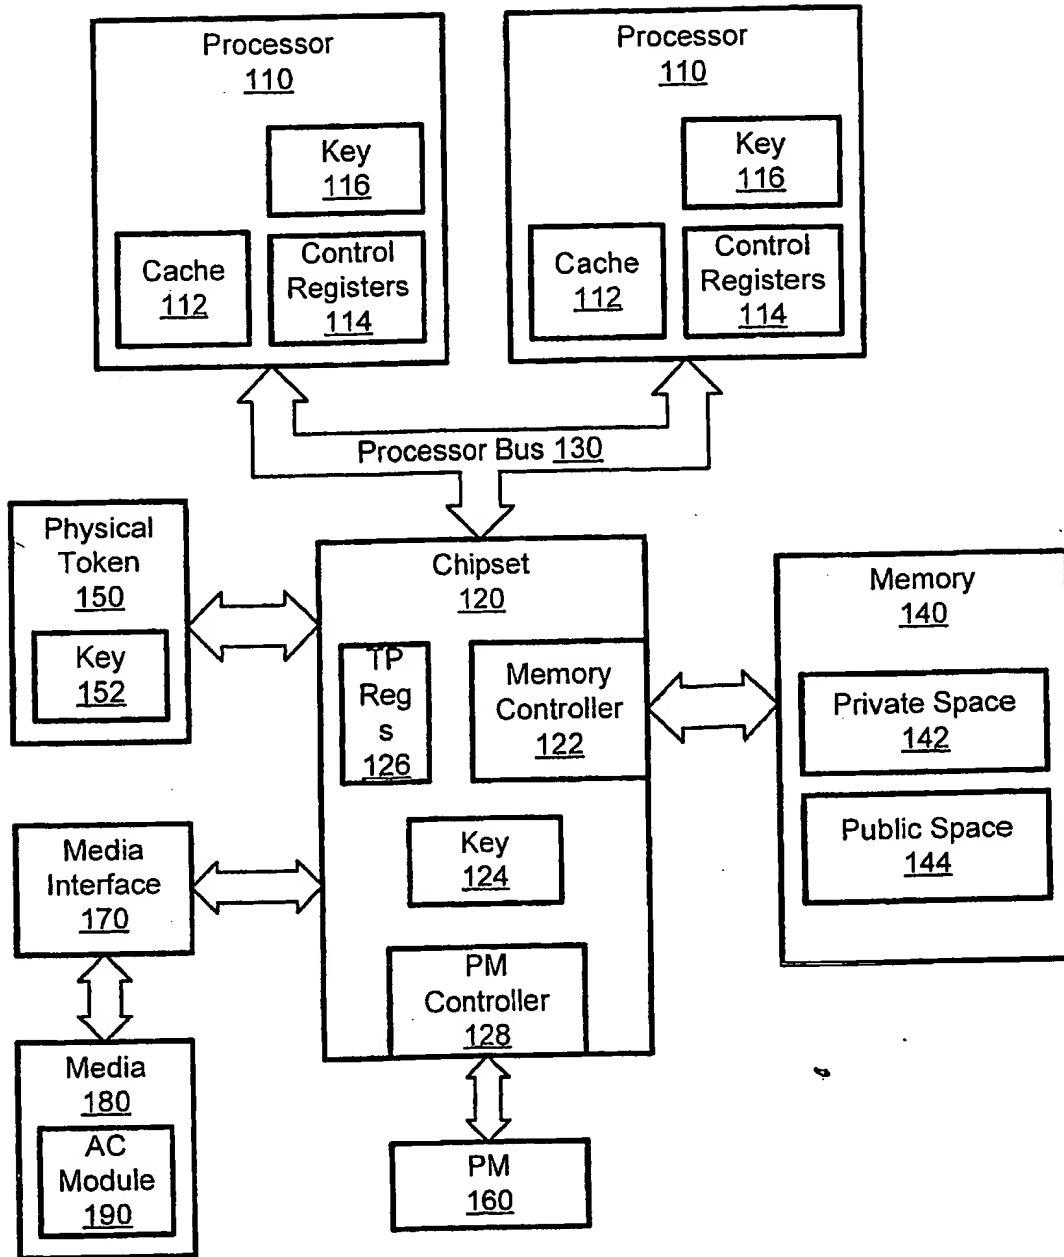 Processor
110
Key
116
Cache
112
Control
Registers
114
Processor
110
Key
116
Cache
112
Control
Registers
114
Processor Bus 130
Physical
Token
150
Key
152
Chipset
120
TP
Reg
s
126
Memory
Controller
122
Key
124
PM
Controller
128
Memory
140
Private Space
142
Public Space
144
Media
Interface
170
Media
180
AC
Module
190
PM
160